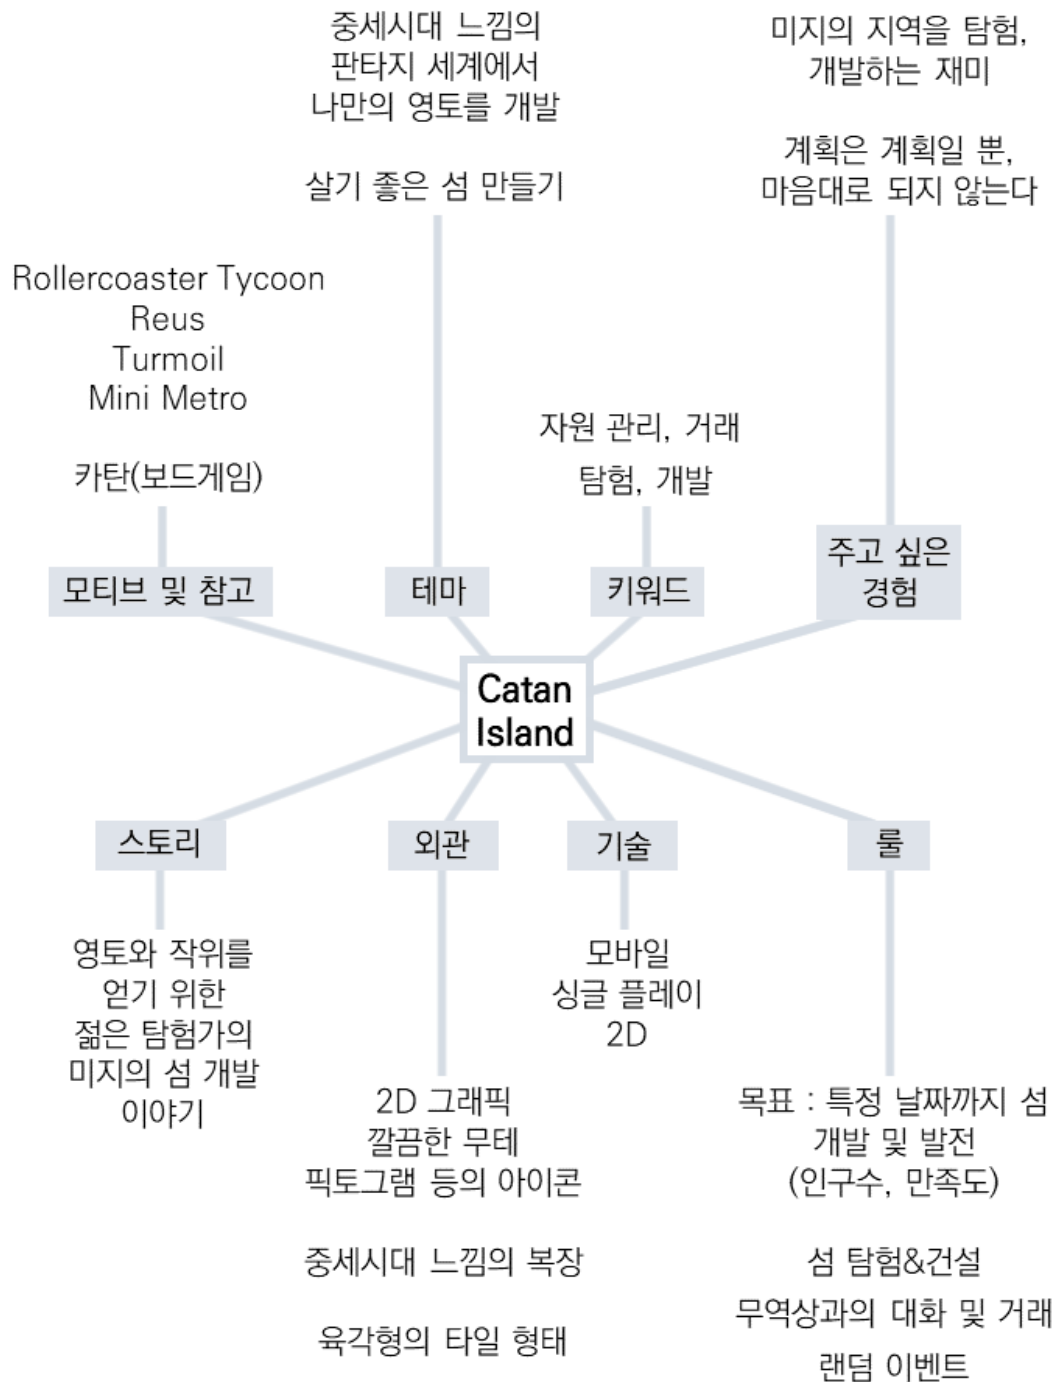 중세시대 느낌의
판타지 세계에서
나만의 영토를 개발
살기 좋은 섬 만들기
미지의 지역을 탐험,
개발하는 재미
계획은 계획일 뿐,
마음대로 되지 않는다
Rollercoaster Tycoon
Reus
Turmoil
Mini Metro
카탄(보드게임)
자원 관리, 거래
탐험, 개발
모티브 및 참고
테마
키워드
주고 싶은
경험
Catan
Island
스토리
외관
기술
룰
영토와 작위를
얻기 위한
젊은 탐험가의
미지의 섬 개발
이야기
2D 그래픽
깔끔한 무테
픽토그램 등의 아이콘
중세시대 느낌의 복장
육각형의 타일 형태
모바일
싱글 플레이
2D
목표 : 특정 날짜까지 섬
개발 및 발전
(인구수, 만족도)
섬 탐험&건설
무역상과의 대화 및 거래
랜덤 이벤트